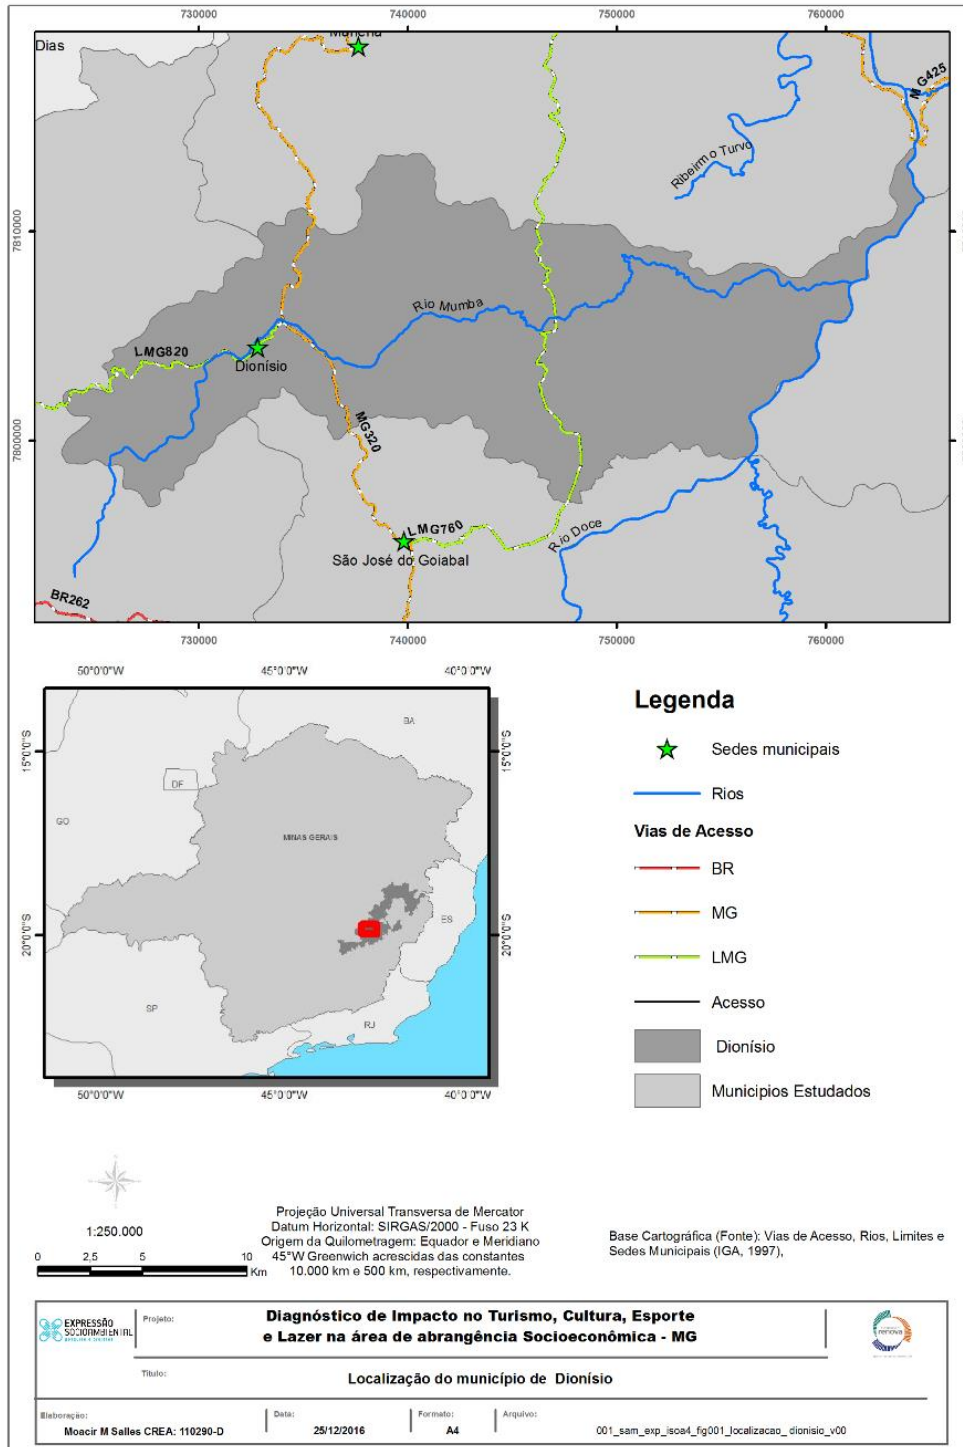 730000 740000 750000 760000
Dias
MG425
Ribeirmo Turvo
7810000
Rio Mumba
LMG820
Dionísio
MG320
7800000
LMG760
Rio Doce
São José do Goiabal
BR262
730000 740000 750000 760000
50°0'0"W 45°0'0"W 40°0'0"W
BA
15°0'0"S 15°0'0"S
DF
GO
MINAS GERAIS
ES
20°0'0"S 20°0'0"S
SP
RJ
50°0'0"W 45°0'0"W 40°0'0"W
Legenda
Sedes municipais
Rios
Vias de Acesso
BR
MG
LMG
Acesso
Dionísio
Municipios Estudados
1:250.000
0 2,5 5 10
Km
Projeção Universal Transversa de Mercator
Datum Horizontal: SIRGAS/2000 - Fuso 23 K
Origem da Quilometragem: Equador e Meridiano
45°W Greenwich acrescidas das constantes
10.000 km e 500 km, respectivamente.
Base Cartográfica (Fonte): Vias de Acesso, Rios, Limites e
Sedes Municipais (IGA, 1997),
EXPRESSÃO
SOCIOAMBIENTAL
Projeto:
Diagnóstico de Impacto no Turismo, Cultura, Esporte
e Lazer na área de abrangência Socioeconômica - MG
renova
Título:
Localização do município de Dionísio
Elaboração:
Moacir M Salles CREA: 110290-D
Data:
25/12/2016
Formato:
A4
Arquivo:
001_sam_exp_isoa4_fig001_localizacao_ dionisio_v00